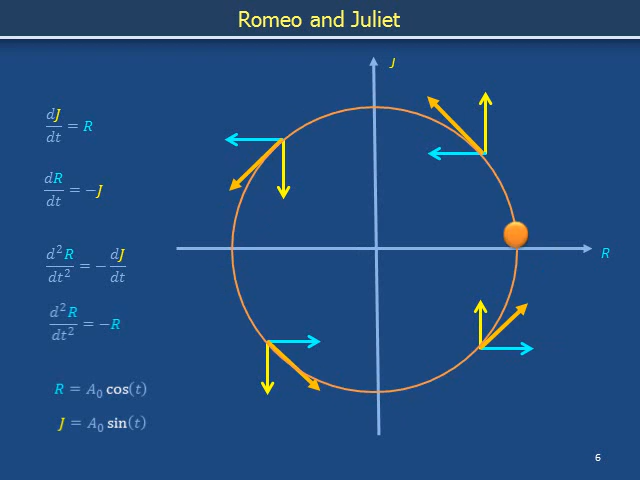 Romeo and Juliet
J
dJ/dt = R
dR/dt = −J
d²R/dt² = −dJ/dt
R
d²R/dt² = −R
R = A₀ cos(t)
J = A₀ sin(t)
6